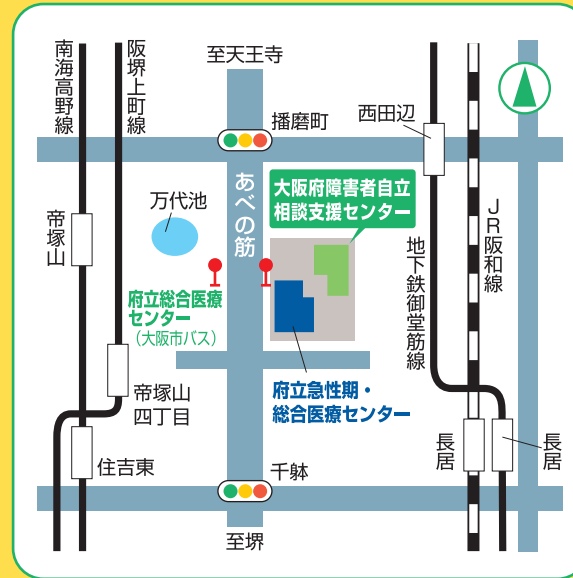 南海高野線
阪堺上町線
至天王寺
播磨町
西田辺
あべの筋
大阪府障害者自立
相談支援センター
万代池
帝塚山
JR阪和線
地下鉄御堂筋線
府立総合医療
センター
（大阪市バス）
帝塚山
四丁目
府立急性期・
総合医療センター
住吉東
千躰
長居
長居
至堺